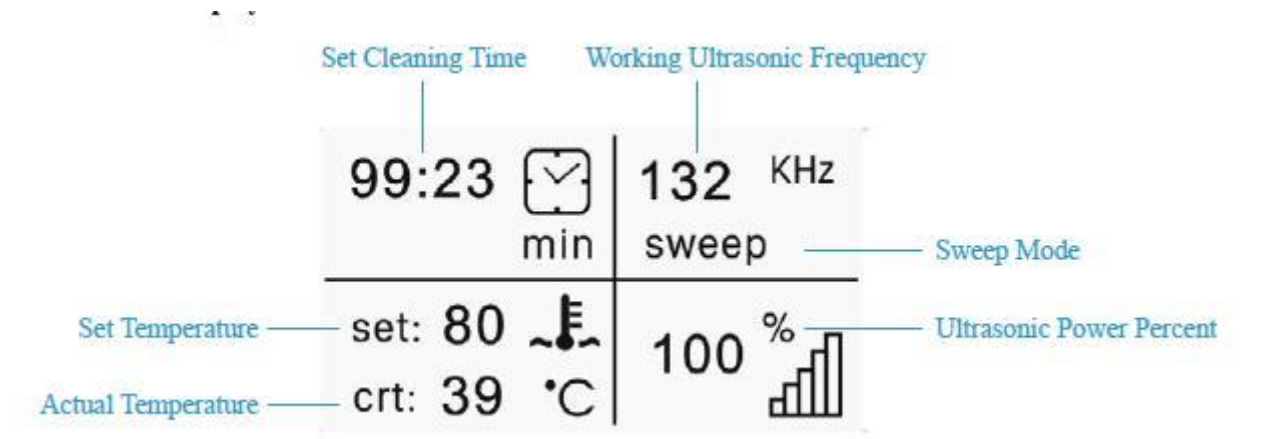 Set Cleaning Time
Working Ultrasonic Frequency
99:23
min
132 KHz
sweep
Sweep Mode
Set Temperature
set: 80
Actual Temperature
crt: 39 °C
100 %
Ultrasonic Power Percent